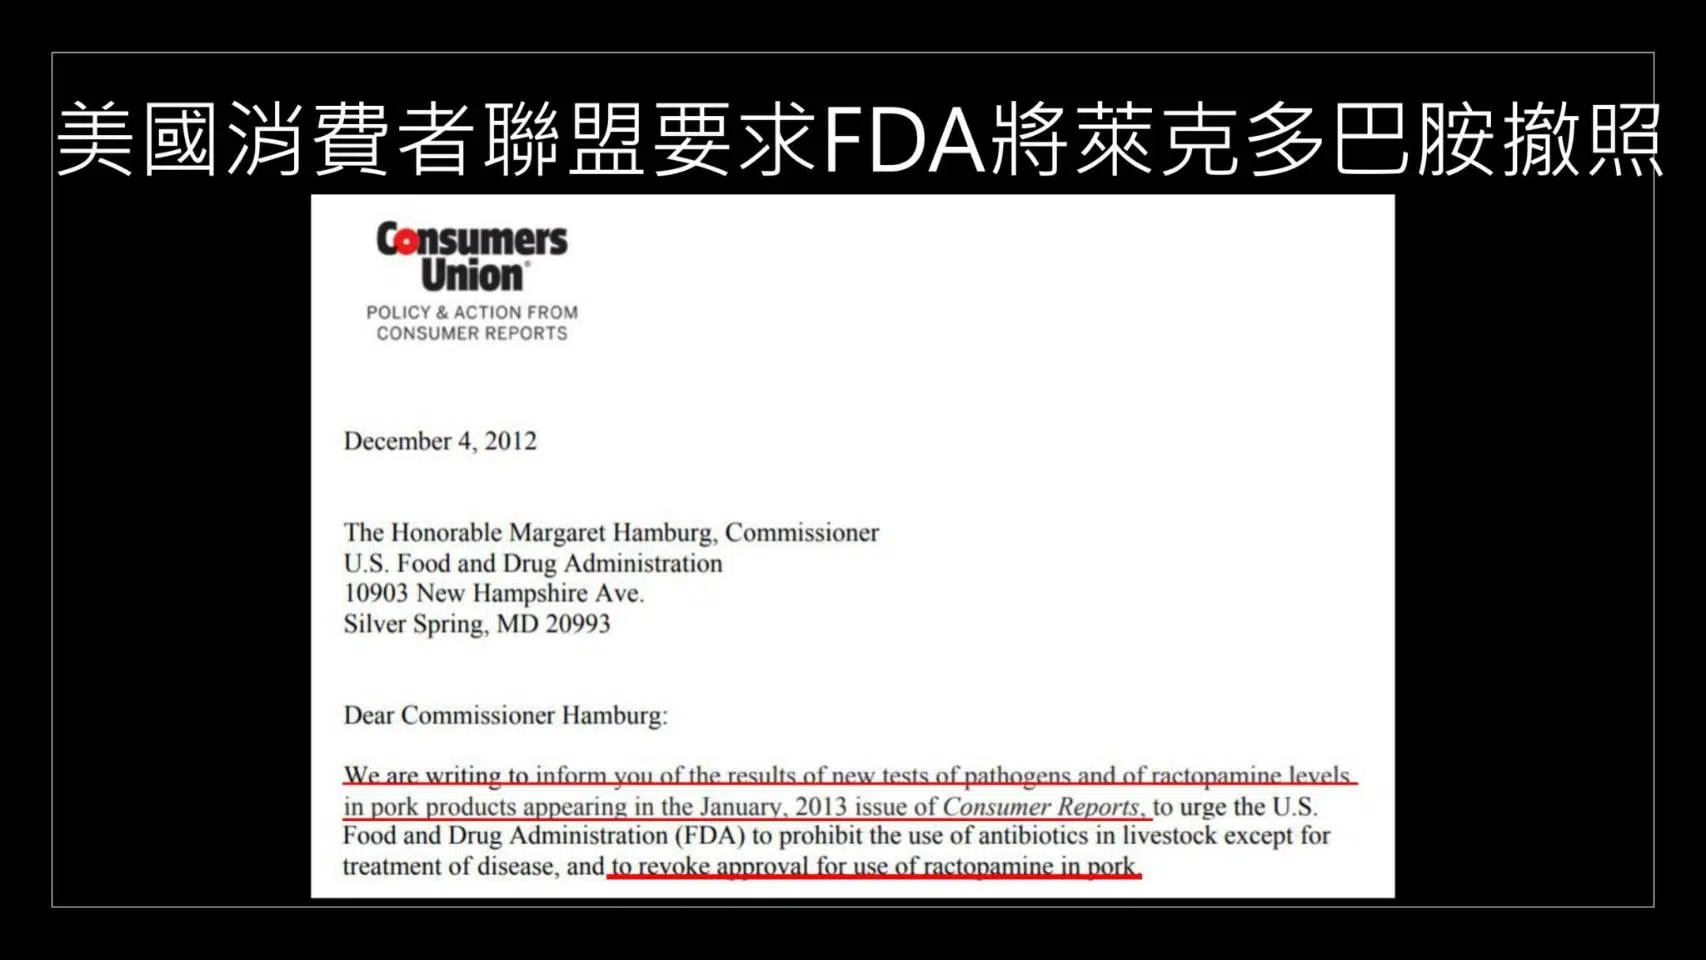 美國消費者聯盟要求FDA將萊克多巴胺撤照
Consumers
Union®
POLICY & ACTION FROM
CONSUMER REPORTS
December 4, 2012
The Honorable Margaret Hamburg, Commissioner
U.S. Food and Drug Administration
10903 New Hampshire Ave.
Silver Spring, MD 20993
Dear Commissioner Hamburg:
We are writing to inform you of the results of new tests of pathogens and of ractopamine levels
in pork products appearing in the January, 2013 issue of Consumer Reports, to urge the U.S.
Food and Drug Administration (FDA) to prohibit the use of antibiotics in livestock except for
treatment of disease, and to revoke approval for use of ractopamine in pork.